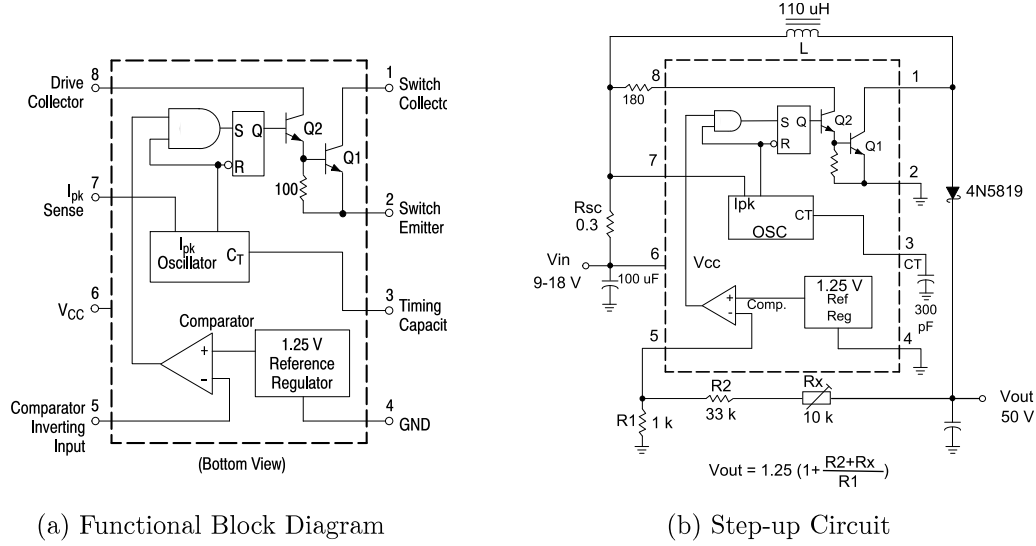 8
Drive
Collector
1
Switch
Collecto
S Q
R
Q2
Q1
100
7
Ipk
Sense
2
Switch
Emitter
Ipk
Oscillator
CT
6
VCC
3
Timing
Capacit
Comparator
+
-
1.25 V
Reference
Regulator
5
Comparator
Inverting
Input
4
GND
(Bottom View)
(a) Functional Block Diagram
110 uH
L
8
180
1
S Q
R
Q2
Q1
7
2
4N5819
Ipk
CT
OSC
Rsc
0.3
3
CT
300
pF
6
Vin
9-18 V
100 uF
Vcc
+
-
Comp.
1.25 V
Ref
Reg
5
4
R2
33 k
Rx
10 k
R1
1 k
Vout
50 V
Vout = 1.25 (1+ R2+Rx / R1 )
(b) Step-up Circuit